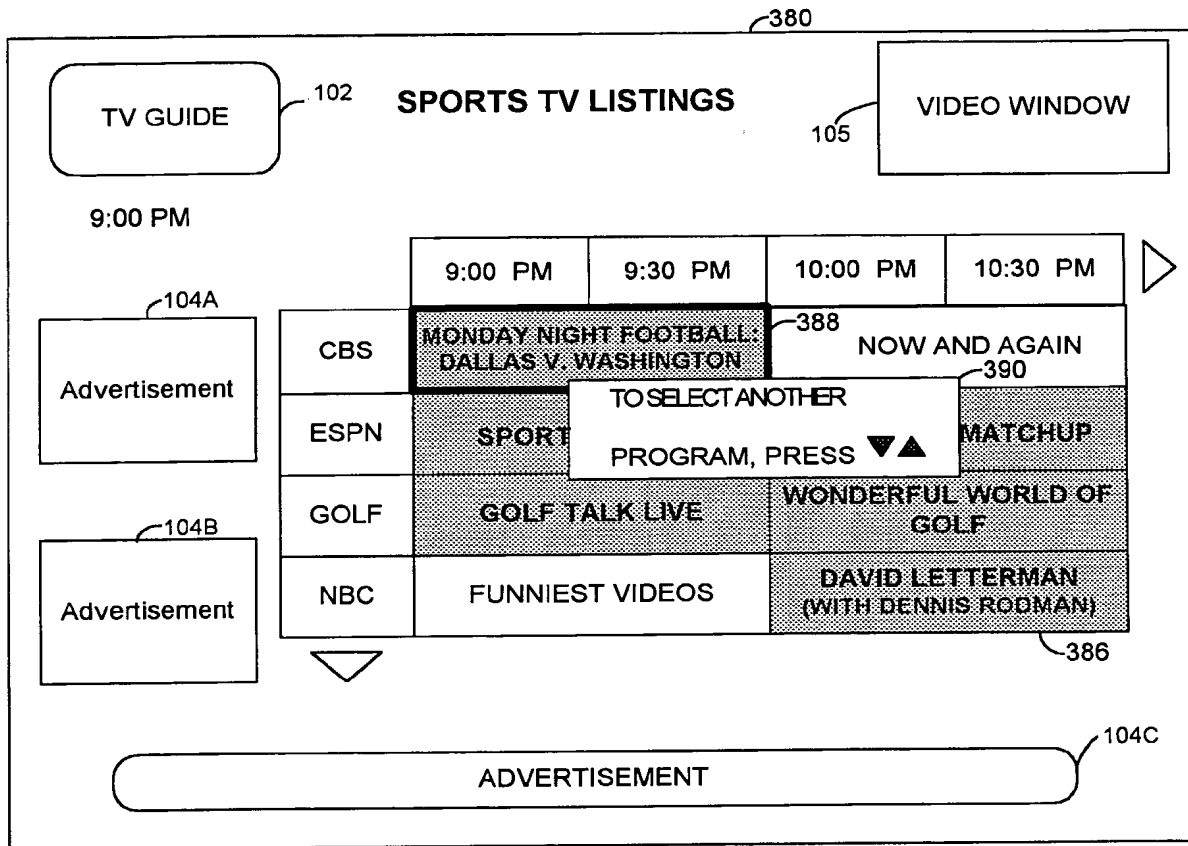 380
TV GUIDE
102
SPORTS TV LISTINGS
105
VIDEO WINDOW
9:00 PM
9:00 PM 9:30 PM 10:00 PM 10:30 PM
104A
Advertisement
CBS
MONDAY NIGHT FOOTBALL:
DALLAS V. WASHINGTON
388
NOW AND AGAIN
390
TO SELECT ANOTHER
PROGRAM, PRESS ▼▲
ESPN
SPORT
MATCHUP
GOLF
GOLF TALK LIVE
WONDERFUL WORLD OF
GOLF
104B
Advertisement
NBC
FUNNIEST VIDEOS
DAVID LETTERMAN
(WITH DENNIS RODMAN)
386
104C
ADVERTISEMENT